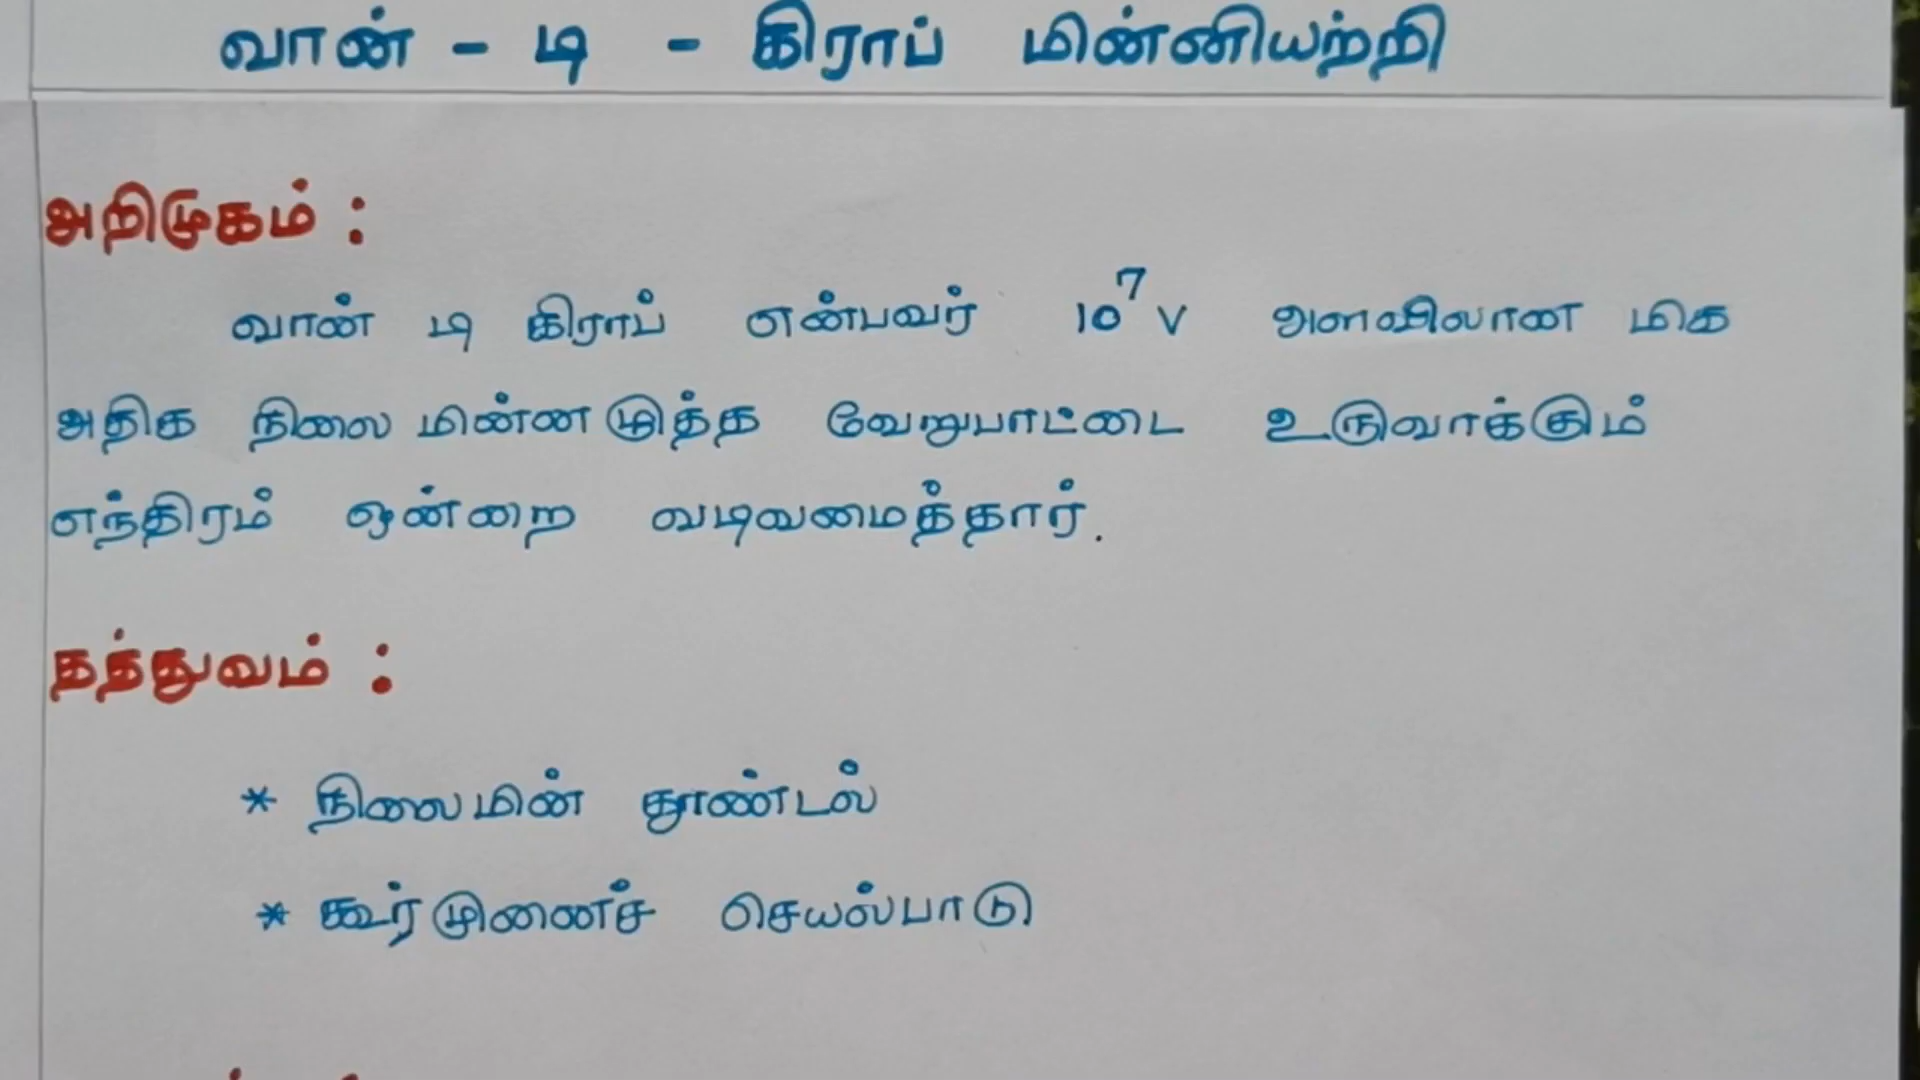 வான் - டி - கிராப் மின்னியற்றி
அறிமுகம் :
வான் டி கிராப் என்பவர் 10⁷ V அளவிலான மிக
அதிக நிலை மின்னழுத்த வேறுபாட்டை உருவாக்கும்
எந்திரம் ஒன்றை வடிவமைத்தார்.
தத்துவம் :
* நிலைமின் தூண்டல்
* கூர்முனைச் செயல்பாடு